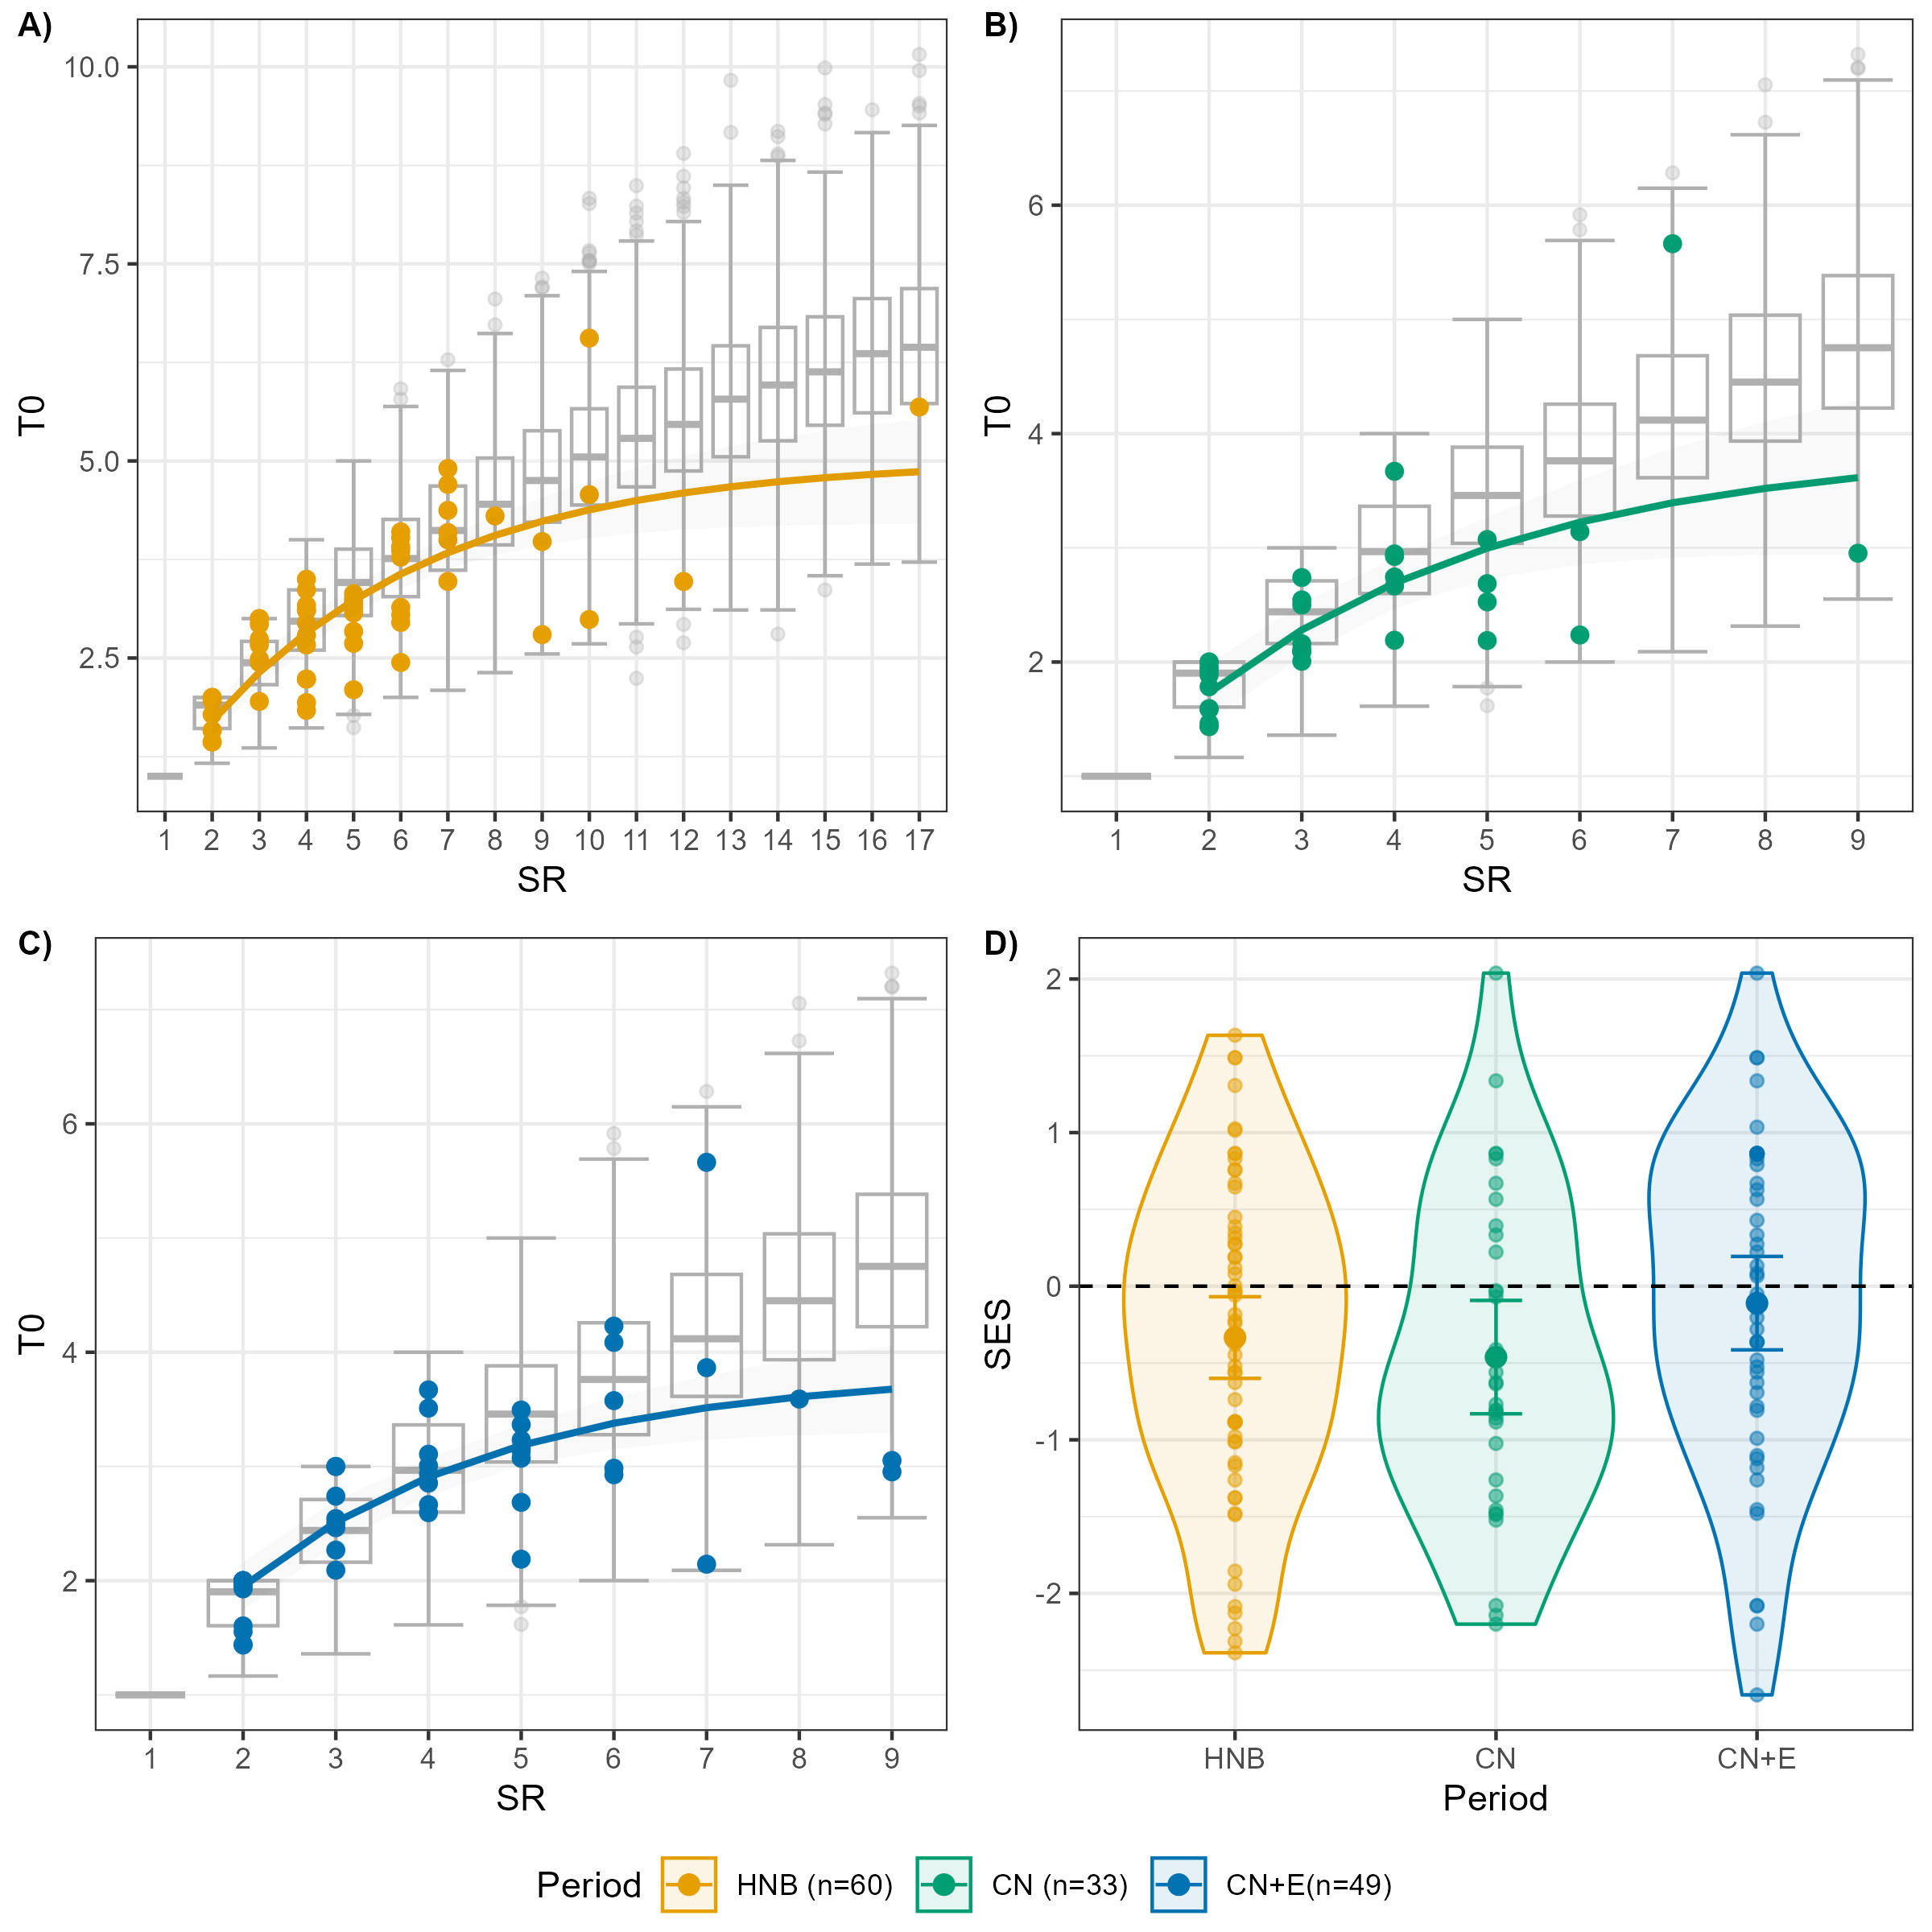 A)
10.0
7.5
5.0
2.5
T0
1 2 3 4 5 6 7 8 9 10 11 12 13 14 15 16 17
SR
B)
6
4
2
T0
1 2 3 4 5 6 7 8 9
SR
C)
6
4
2
T0
1 2 3 4 5 6 7 8 9
SR
D)
2
1
0
-1
-2
SES
HNB CN CN+E
Period
Period HNB (n=60) CN (n=33) CN+E(n=49)